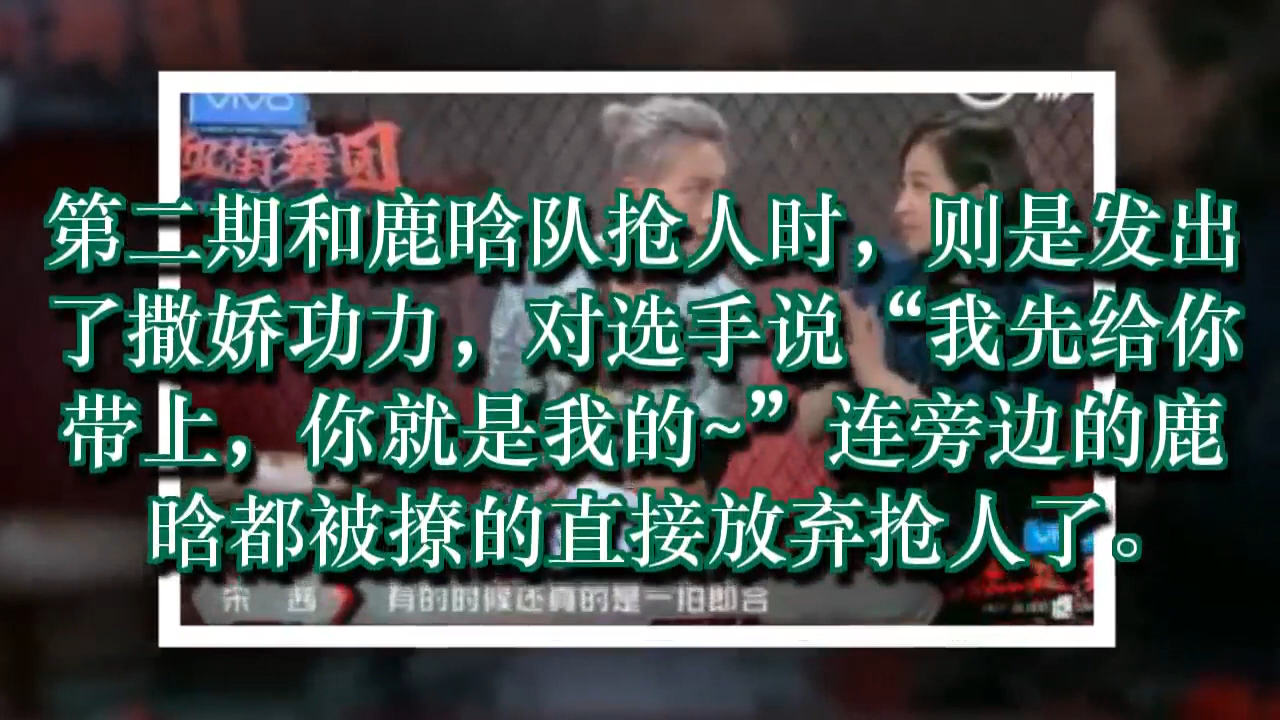 vivo
街舞团
第二期和鹿晗队抢人时，则是发出
了撒娇功力，对选手说“我先给你
带上，你就是我的~”连旁边的鹿
晗都被撩的直接放弃抢人了。
宋茜 有的时候还真的是一拍即合